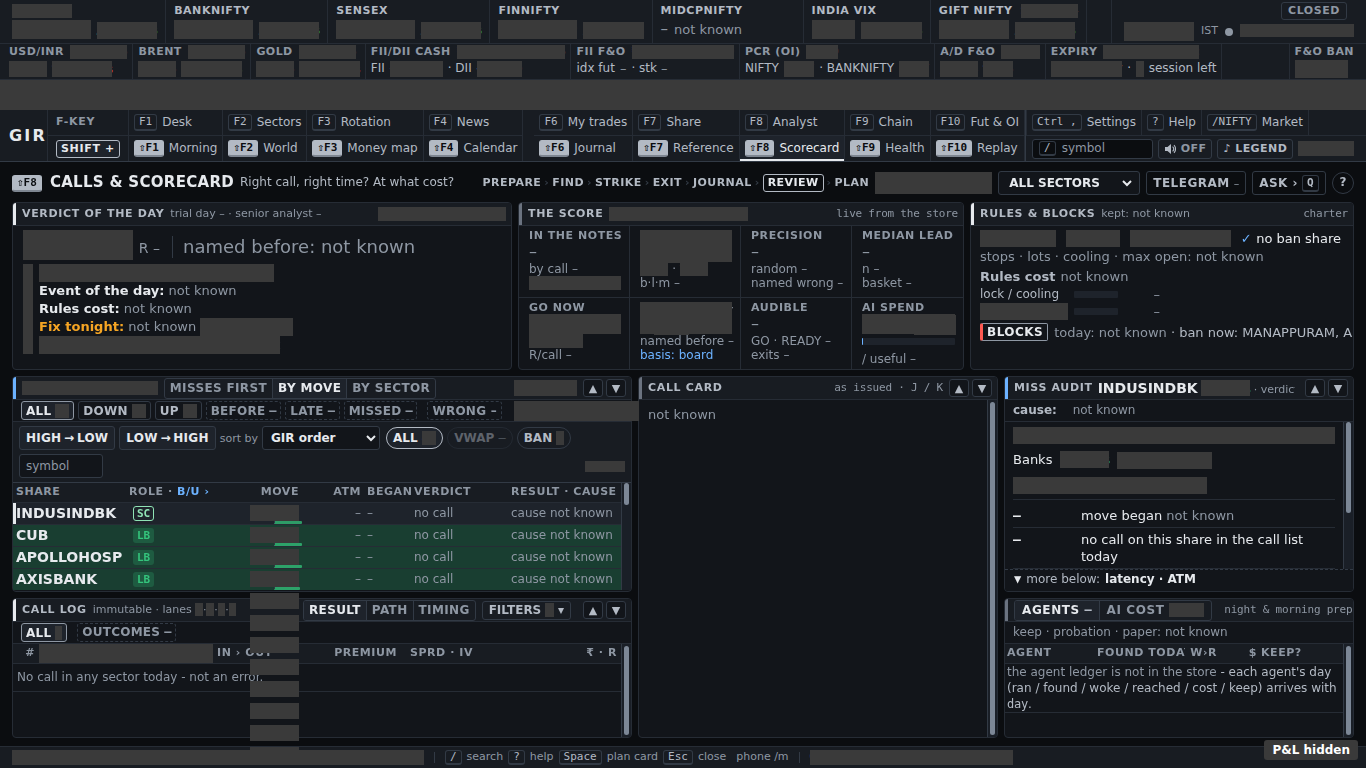 BANKNIFTY SENSEX FINNIFTY MIDCPNIFTY INDIA VIX GIFT NIFTY CLOSED
– not known IST
USD/INR BRENT GOLD FII/DII CASH FII F&O PCR (OI) A/D F&O EXPIRY F&O BAN
FII · DII idx fut – · stk – NIFTY · BANKNIFTY · session left
GIR F-KEY F1 Desk F2 Sectors F3 Rotation F4 News F6 My trades F7 Share F8 Analyst F9 Chain F10 Fut & OI Ctrl , Settings ? Help /NIFTY Market
SHIFT + ⇧F1 Morning ⇧F2 World ⇧F3 Money map ⇧F4 Calendar ⇧F6 Journal ⇧F7 Reference ⇧F8 Scorecard ⇧F9 Health ⇧F10 Replay / symbol OFF ♪ LEGEND
⇧F8 CALLS & SCORECARD Right call, right time? At what cost? PREPARE › FIND › STRIKE › EXIT › JOURNAL › REVIEW › PLAN ALL SECTORS TELEGRAM – ASK › Q ?
VERDICT OF THE DAY trial day – · senior analyst –
R – named before: not known
Event of the day: not known
Rules cost: not known
Fix tonight: not known
THE SCORE live from the store
IN THE NOTES PRECISION MEDIAN LEAD
– – –
by call – · random – n –
b·l·m – named wrong – basket –
GO NOW AUDIBLE AI SPEND
–
named before – GO · READY –
R/call – basis: board exits – / useful –
RULES & BLOCKS kept: not known charter
✓ no ban share
stops · lots · cooling · max open: not known
Rules cost not known
lock / cooling –
–
BLOCKS today: not known · ban now: MANAPPURAM, A
MISSES FIRST BY MOVE BY SECTOR ▲ ▼
ALL DOWN UP BEFORE – LATE – MISSED – WRONG –
HIGH → LOW LOW → HIGH sort by GIR order ALL VWAP – BAN
symbol
SHARE ROLE · B/U › MOVE ATM BEGAN VERDICT RESULT · CAUSE
INDUSINDBK SC – – no call cause not known
CUB LB – – no call cause not known
APOLLOHOSP LB – – no call cause not known
AXISBANK LB – – no call cause not known
CALL LOG immutable · lanes · · · RESULT PATH TIMING FILTERS ▾ ▲ ▼
ALL OUTCOMES –
# IN › OUT PREMIUM SPRD · IV ₹ · R
No call in any sector today - not an error.
CALL CARD as issued · J / K ▲ ▼
not known
MISS AUDIT INDUSINDBK · verdic ▲ ▼
cause: not known
Banks
– move began not known
– no call on this share in the call list
today
▼ more below: latency · ATM
AGENTS – AI COST night & morning prep
keep · probation · paper: not known
AGENT FOUND TODA W›R $ KEEP?
the agent ledger is not in the store - each agent's day
(ran / found / woke / reached / cost / keep) arrives with
day.
P&L hidden
/ search ? help Space plan card Esc close phone /m